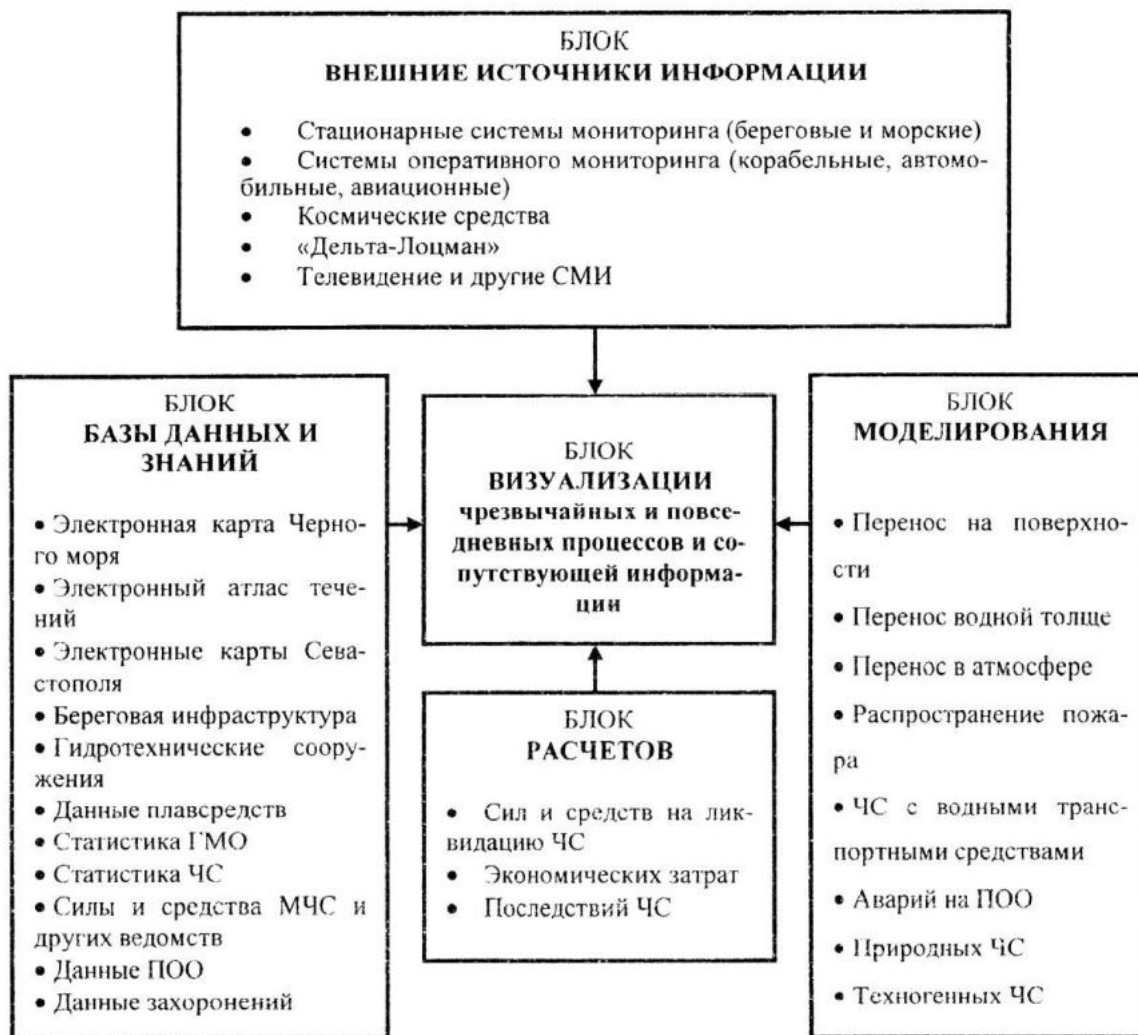 БЛОК
ВНЕШНИЕ ИСТОЧНИКИ ИНФОРМАЦИИ
• Стационарные системы мониторинга (береговые и морские)
• Системы оперативного мониторинга (корабельные, автомо-
бильные, авиационные)
• Космические средства
• «Дельта-Лоцман»
• Телевидение и другие СМИ
БЛОК
БАЗЫ ДАННЫХ И
ЗНАНИЙ
• Электронная карта Черно-
го моря
• Электронный атлас тече-
ний
• Электронные карты Сева-
стополя
• Береговая инфраструктура
• Гидротехнические соору-
жения
• Данные плавсредств
• Статистика ГМО
• Статистика ЧС
• Силы и средства МЧС и
других ведомств
• Данные ПОО
• Данные захоронений
БЛОК
ВИЗУАЛИЗАЦИИ
чрезвычайных и повсе-
дневных процессов и со-
путствующей информа-
ции
БЛОК
РАСЧЕТОВ
• Сил и средств на лик-
видацию ЧС
• Экономических затрат
• Последствий ЧС
БЛОК
МОДЕЛИРОВАНИЯ
• Перенос на поверхно-
сти
• Перенос водной толще
• Перенос в атмосфере
• Распространение пожа-
ра
• ЧС с водными транс-
портными средствами
• Аварий на ПОО
• Природных ЧС
• Техногенных ЧС